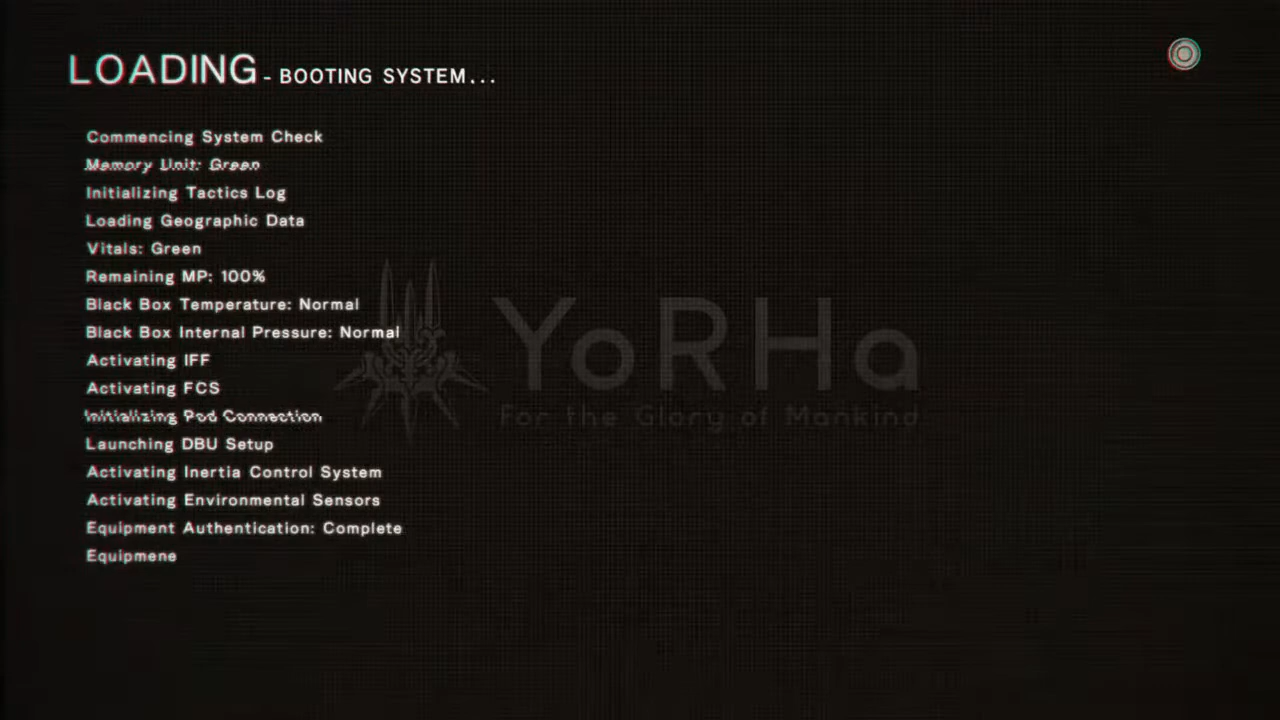 LOADING - BOOTING SYSTEM...
Commencing System Check
Memory Unit: Green
Initializing Tactics Log
Loading Geographic Data
Vitals: Green
Remaining MP: 100%
Black Box Temperature: Normal
Black Box Internal Pressure: Normal
Activating IFF
Activating FCS
Initializing Pod Connection
Launching DBU Setup
Activating Inertia Control System
Activating Environmental Sensors
Equipment Authentication: Complete
Equipmene
YoRHa
For the Glory of Mankind